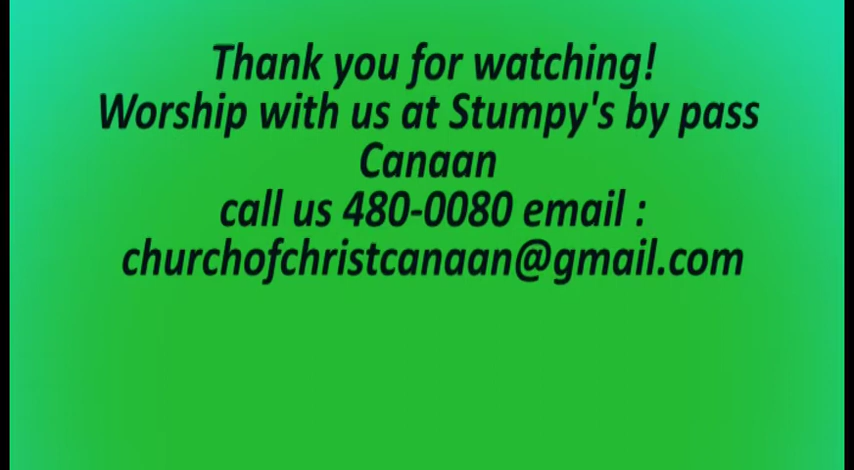 Thank you for watching!
Worship with us at Stumpy's by pass
Canaan
call us 480-0080 email :
churchofchristcanaan@gmail.com